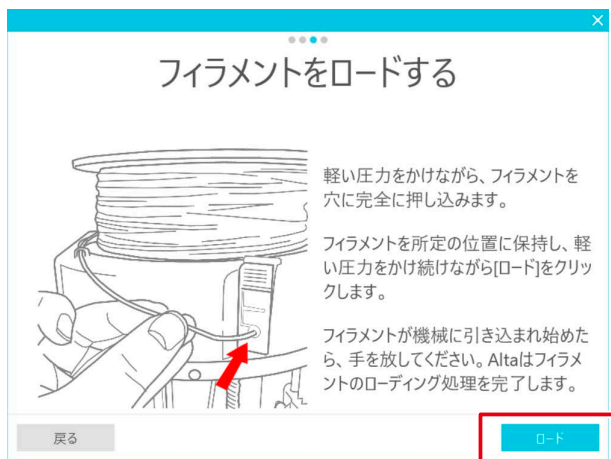 フィラメントをロードする
軽い圧力をかけながら、フィラメントを
穴に完全に押し込みます。
フィラメントを所定の位置に保持し、軽
い圧力をかけ続けながら[ロード]をクリッ
クします。
フィラメントが機械に引き込まれ始めた
ら、手を放してください。Altaはフィラメ
ントのローディング処理を完了します。
戻る
ロード